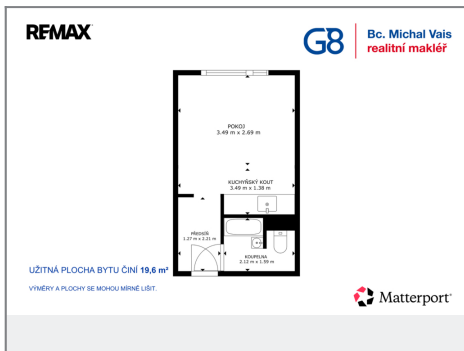 RE/MAX
G8
Bc. Michal Vais
realitní makléř
POKOJ
3.49 m x 2.69 m
KUCHYŇSKÝ KOUT
3.49 m x 1.38 m
PŘEDSÍŇ
1.27 m x 2.21 m
KOUPELNA
2.12 m x 1.59 m
UŽITNÁ PLOCHA BYTU ČINÍ 19,6 m²
VÝMĚRY A PLOCHY SE MOHOU MÍRNĚ LIŠIT.
Matterport®